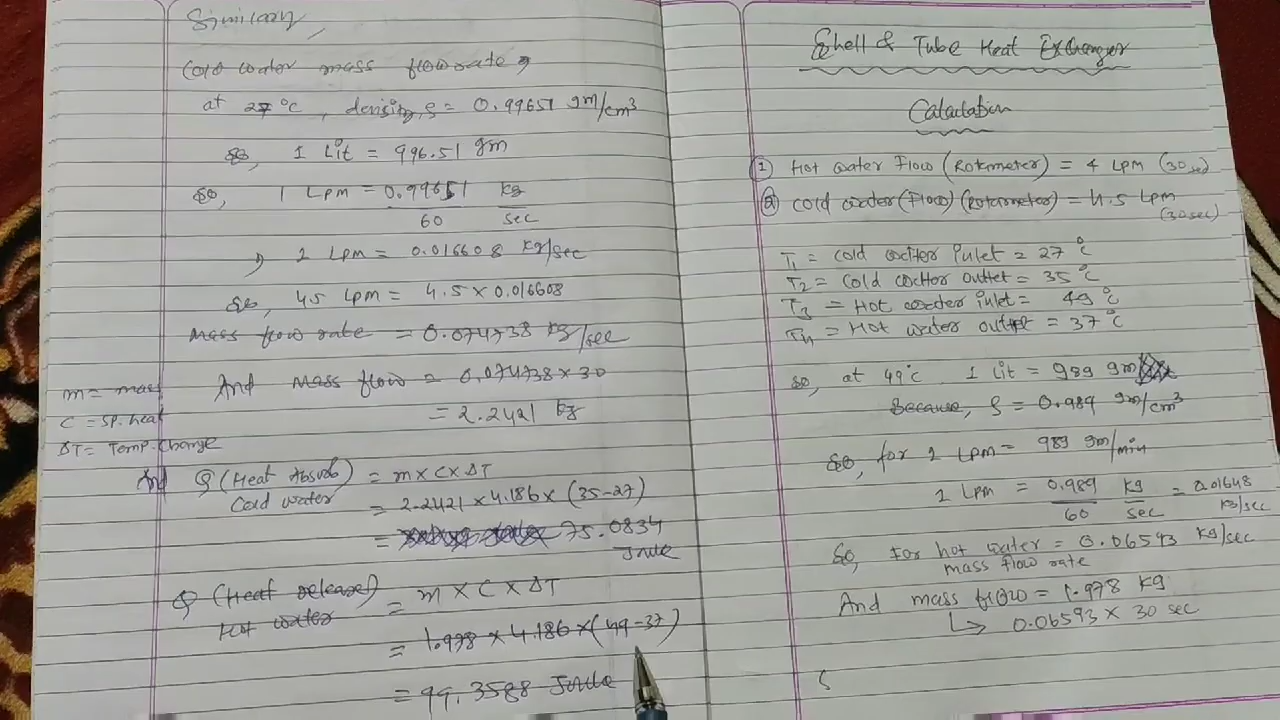 Similary,
Cold water mass flow rate,
at 27°C, density, ρ = 0.99651 gm/cm³
so, 1 Lit = 996.51 gm
so, 1 LPM = 0.99651 kg
60 sec
⇒ 1 LPM = 0.016608 kg/sec
so, 4.5 LPM = 4.5 x 0.016608
Mass flow rate = 0.074738 kg/sec
And Mass flow = 0.074738 x 30
= 2.2421 kg
m = mass
C = sp. heat
ΔT = Temp. change
And Q (Heat Absorb) = m x C x ΔT
Cold water
= 2.2421 x 4.186 x (35-27)
= 75.0834
Joule
Q (Heat released) = m x C x ΔT
Hot water
= 1.978 x 4.186 x (49-37)
= 99.3588 Joule
Shell & Tube Heat Exchanger
Calculation
① Hot water Flow (Rotameter) = 4 LPM (30 sec)
② Cold water (Flow) (Rotameter) = 4.5 LPM
(30 sec)
T1 = Cold water inlet = 27°C
T2 = Cold water outlet = 35°C
T3 = Hot water inlet = 49°C
T4 = Hot water outlet = 37°C
so, at 49°C 1 Lit = 989 gm
Because, ρ = 0.989 gm/cm³
so, for 1 LPM = 989 gm/min
1 LPM = 0.989 kg = 0.01648
60 sec kg/sec
So, For hot water = 0.06593 kg/sec
mass flow rate
And mass flow = 1.978 kg
↳ 0.06593 x 30 sec